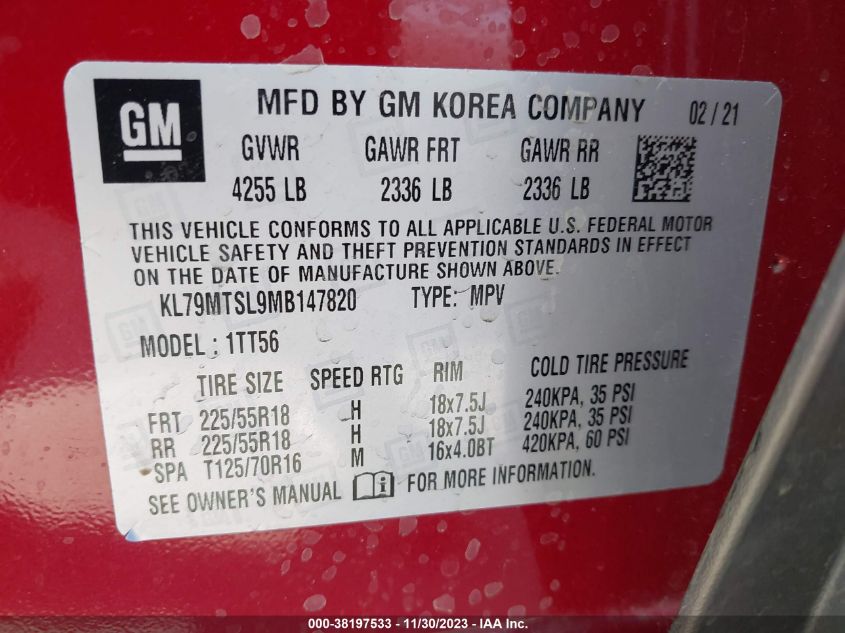 GM
MFD BY GM KOREA COMPANY 02/21
GVWR GAWR FRT GAWR RR
4255 LB 2336 LB 2336 LB
THIS VEHICLE CONFORMS TO ALL APPLICABLE U.S. FEDERAL MOTOR
VEHICLE SAFETY AND THEFT PREVENTION STANDARDS IN EFFECT
ON THE DATE OF MANUFACTURE SHOWN ABOVE.
KL79MTSL9MB147820 TYPE: MPV
MODEL: 1TT56
TIRE SIZE SPEED RTG RIM COLD TIRE PRESSURE
FRT 225/55R18 H 18x7.5J 240KPA, 35 PSI
RR 225/55R18 H 18x7.5J 240KPA, 35 PSI
SPA T125/70R16 M 16x4.0BT 420KPA, 60 PSI
SEE OWNER'S MANUAL FOR MORE INFORMATION.
000-38197533 - 11/30/2023 - IAA Inc.